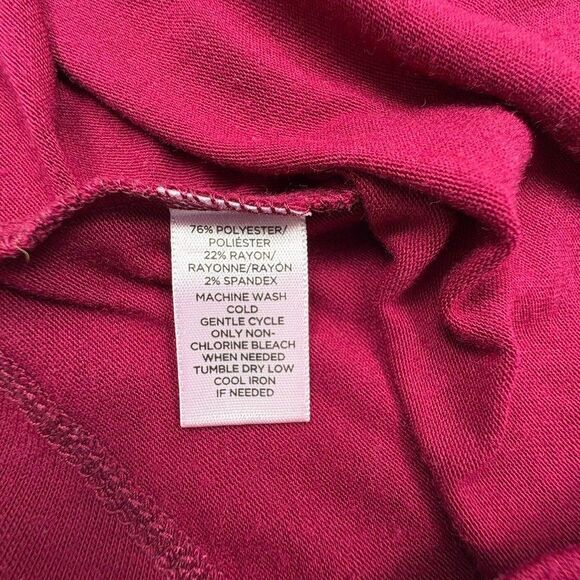 76% POLYESTER/
POLIÉSTER
22% RAYON/
RAYONNE/RAYÓN
2% SPANDEX
MACHINE WASH
COLD
GENTLE CYCLE
ONLY NON-
CHLORINE BLEACH
WHEN NEEDED
TUMBLE DRY LOW
COOL IRON
IF NEEDED